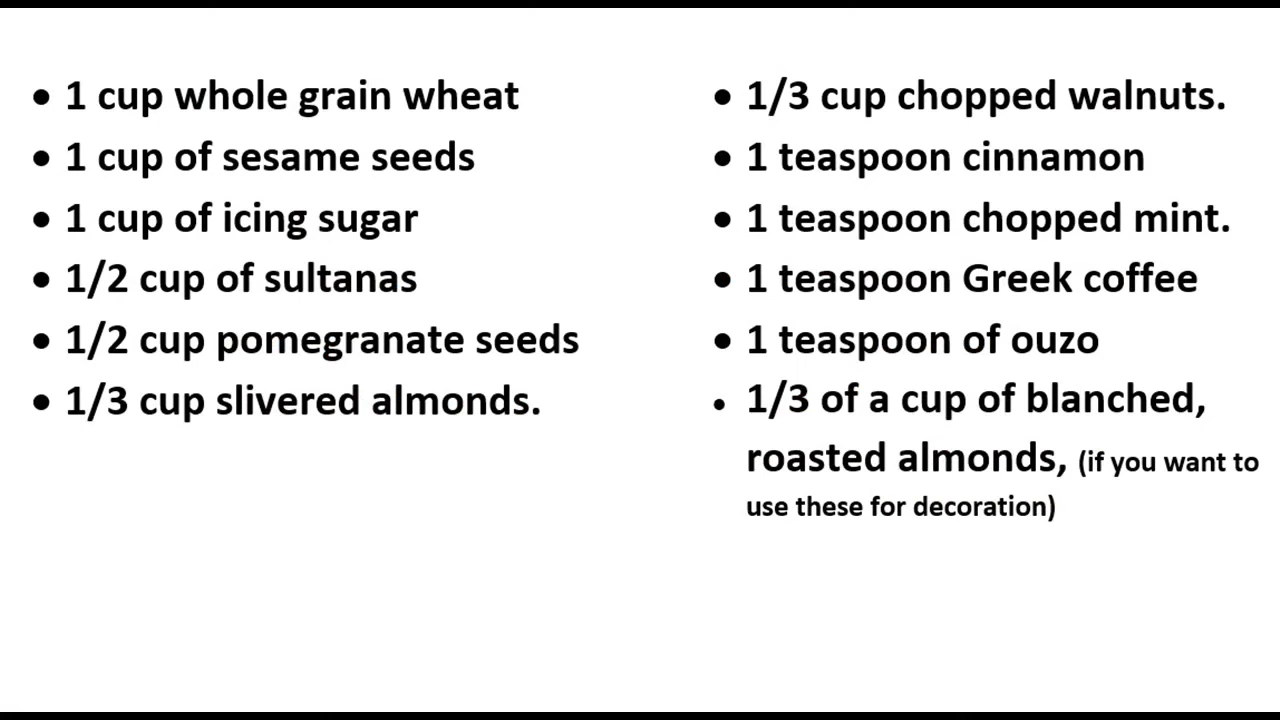 • 1 cup whole grain wheat
• 1 cup of sesame seeds
• 1 cup of icing sugar
• 1/2 cup of sultanas
• 1/2 cup pomegranate seeds
• 1/3 cup slivered almonds.
• 1/3 cup chopped walnuts.
• 1 teaspoon cinnamon
• 1 teaspoon chopped mint.
• 1 teaspoon Greek coffee
• 1 teaspoon of ouzo
• 1/3 of a cup of blanched,
roasted almonds, (if you want to
use these for decoration)